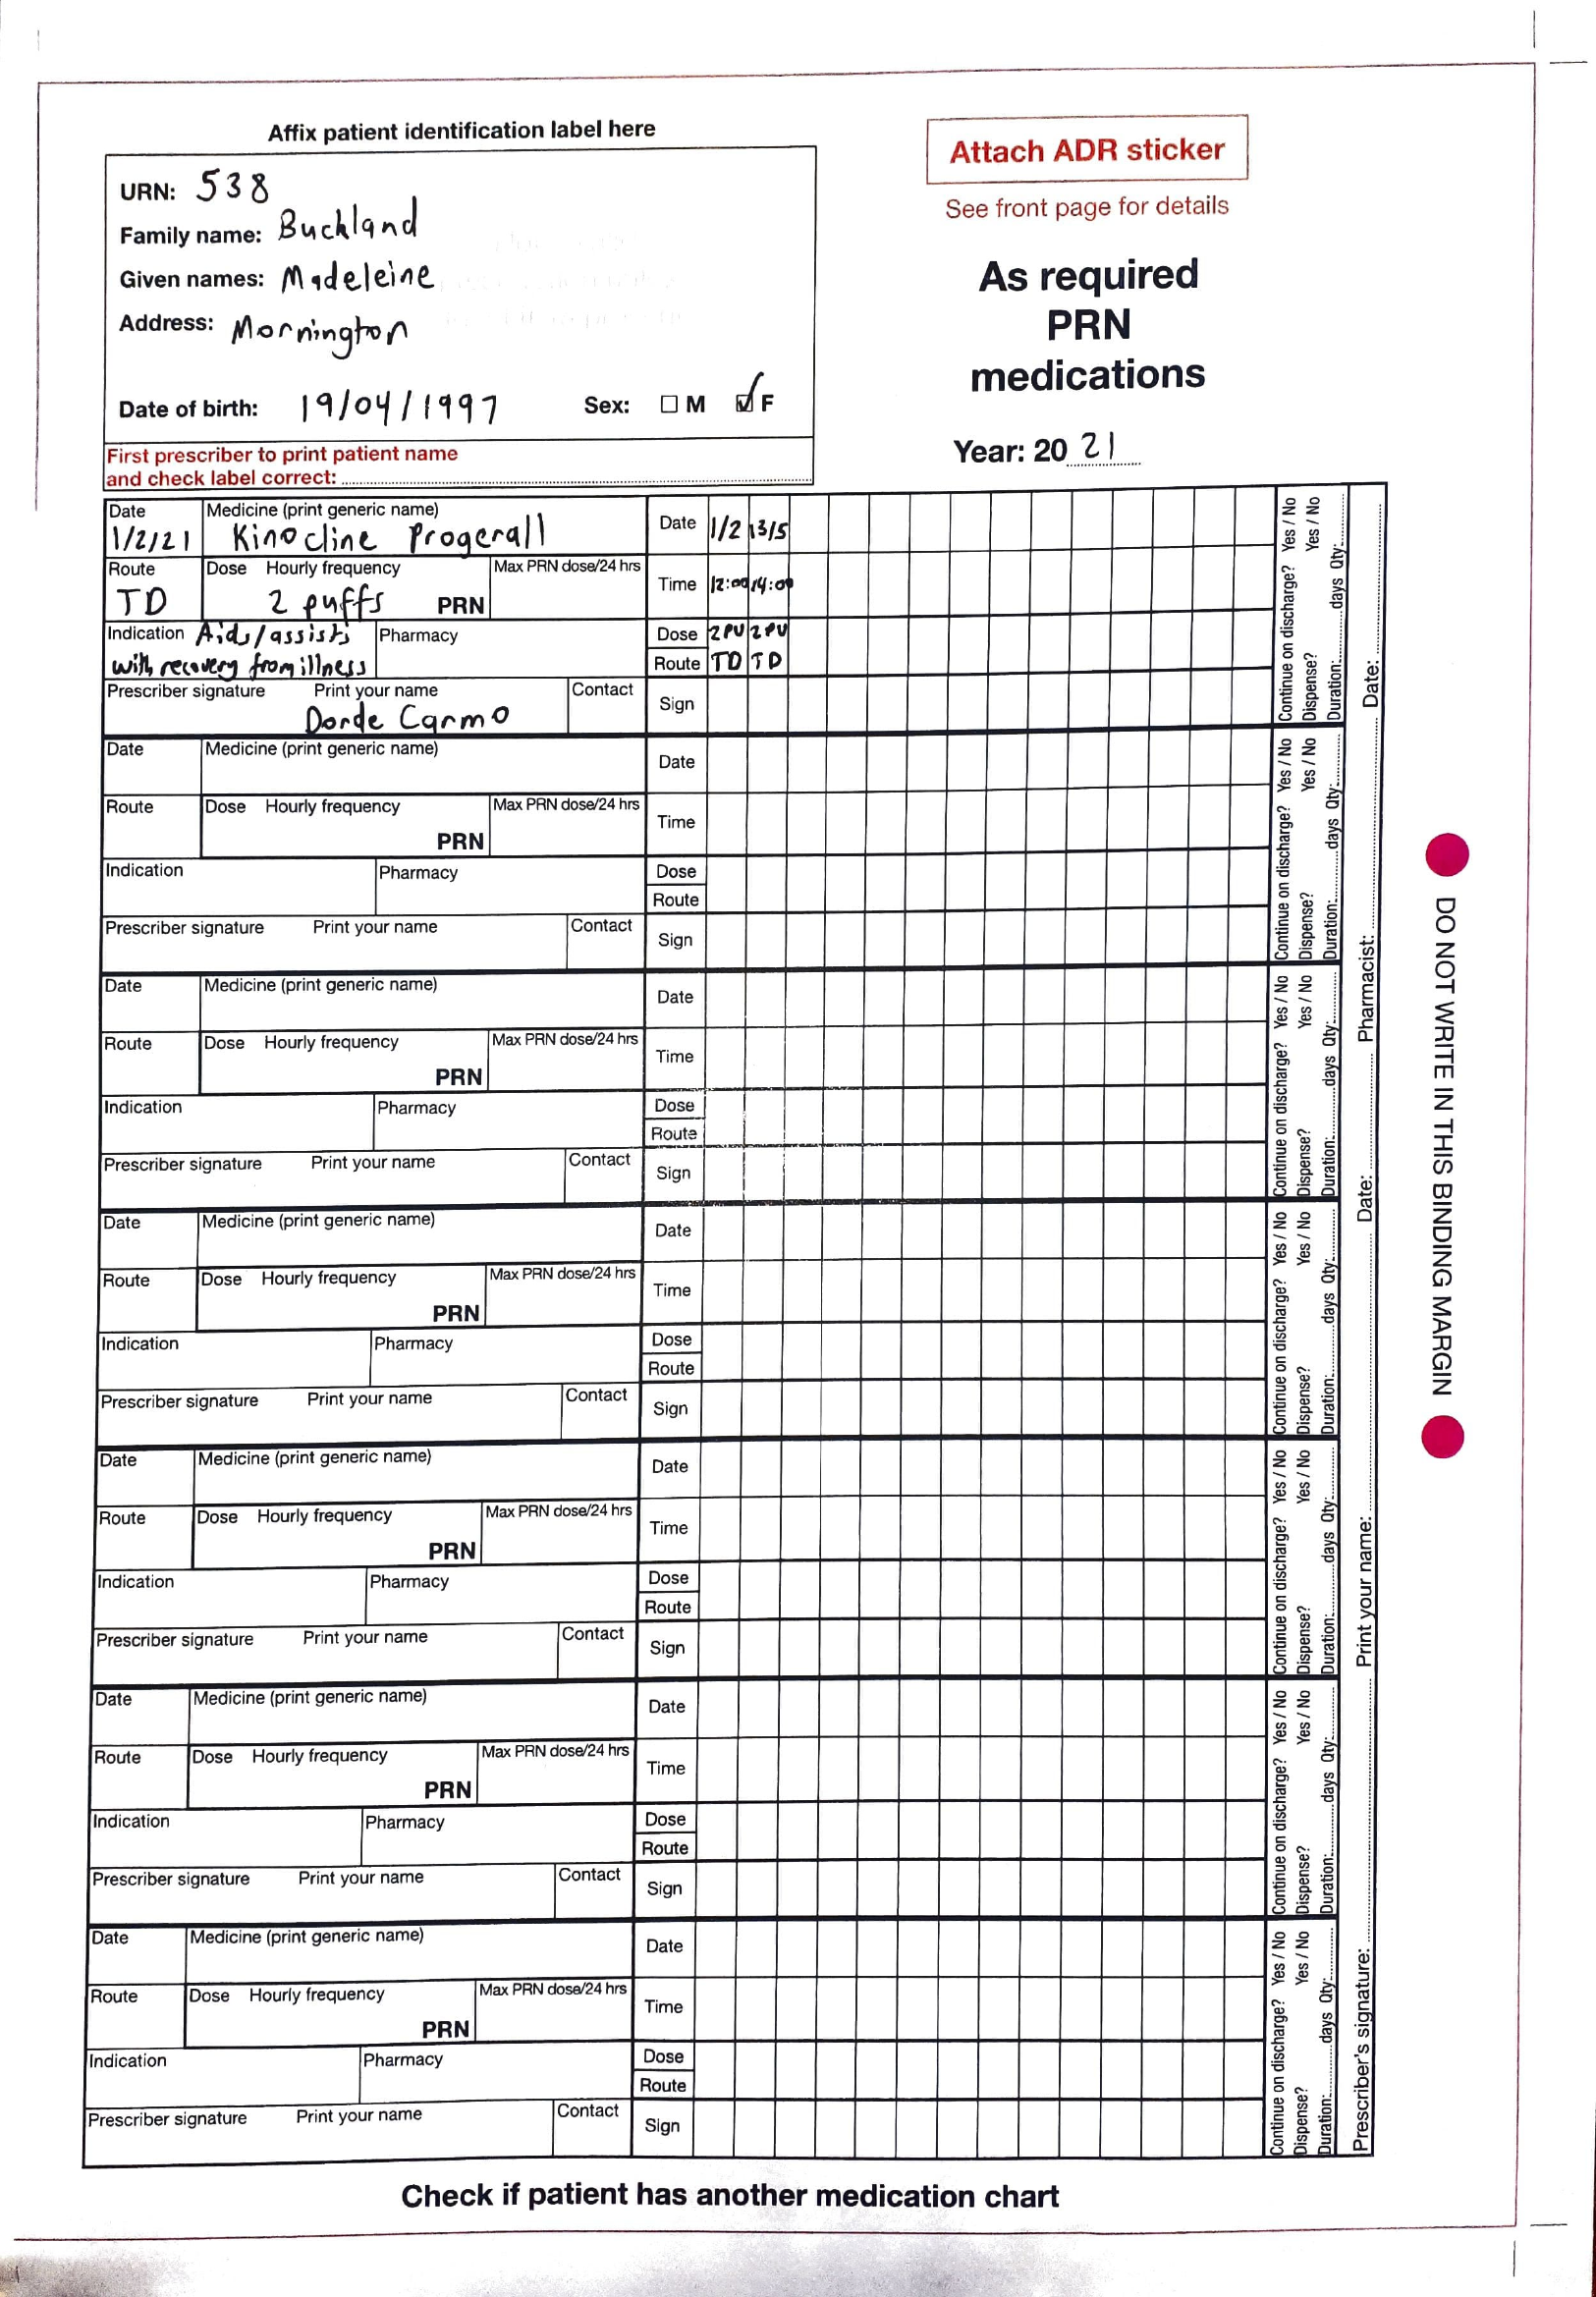 Affix patient identification label here
URN: 538
Family name: Buckland
Given names: Madeleine
Address: Mornington
Date of birth: 19/04/1997 Sex: M F
First prescriber to print patient name
and check label correct:
Attach ADR sticker
See front page for details
As required
PRN
medications
Year: 20 21
Date Medicine (print generic name) Date 1/2 13/5
1/2/21 Kinocline Progerall
Route Dose Hourly frequency Max PRN dose/24 hrs Time 12:00 14:00
TD 2 puffs PRN
Indication Aids/assists Pharmacy Dose 2PU 2PU
with recovery from illness Route TD TD
Prescriber signature Print your name Contact Sign
Dorde Carmo
Continue on discharge? Yes / No
Dispense? Yes / No
Duration: days Qty:
Date Medicine (print generic name) Date
Route Dose Hourly frequency Max PRN dose/24 hrs Time
PRN
Indication Pharmacy Dose
Route
Prescriber signature Print your name Contact Sign
Continue on discharge? Yes / No
Dispense? Yes / No
Duration: days Qty:
Date Medicine (print generic name) Date
Route Dose Hourly frequency Max PRN dose/24 hrs Time
PRN
Indication Pharmacy Dose
Route
Prescriber signature Print your name Contact Sign
Continue on discharge? Yes / No
Dispense? Yes / No
Duration: days Qty:
Date Medicine (print generic name) Date
Route Dose Hourly frequency Max PRN dose/24 hrs Time
PRN
Indication Pharmacy Dose
Route
Prescriber signature Print your name Contact Sign
Continue on discharge? Yes / No
Dispense? Yes / No
Duration: days Qty:
Date Medicine (print generic name) Date
Route Dose Hourly frequency Max PRN dose/24 hrs Time
PRN
Indication Pharmacy Dose
Route
Prescriber signature Print your name Contact Sign
Continue on discharge? Yes / No
Dispense? Yes / No
Duration: days Qty:
Date Medicine (print generic name) Date
Route Dose Hourly frequency Max PRN dose/24 hrs Time
PRN
Indication Pharmacy Dose
Route
Prescriber signature Print your name Contact Sign
Continue on discharge? Yes / No
Dispense? Yes / No
Duration: days Qty:
Date Medicine (print generic name) Date
Route Dose Hourly frequency Max PRN dose/24 hrs Time
PRN
Indication Pharmacy Dose
Route
Prescriber signature Print your name Contact Sign
Continue on discharge? Yes / No
Dispense? Yes / No
Duration: days Qty:
Prescriber's signature: Print your name: Date: Pharmacist: Date:
DO NOT WRITE IN THIS BINDING MARGIN
Check if patient has another medication chart